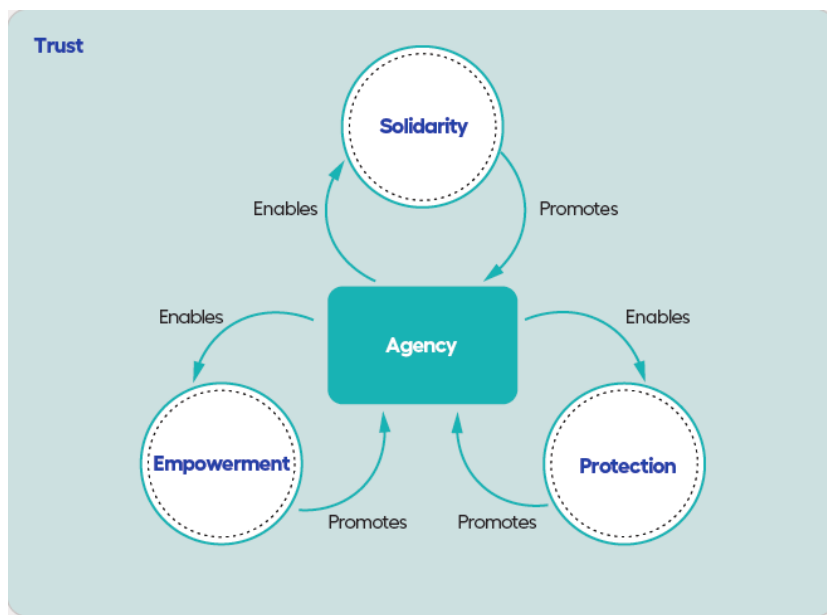 Trust
Solidarity
Enables
Promotes
Enables
Enables
Agency
Empowerment
Protection
Promotes
Promotes